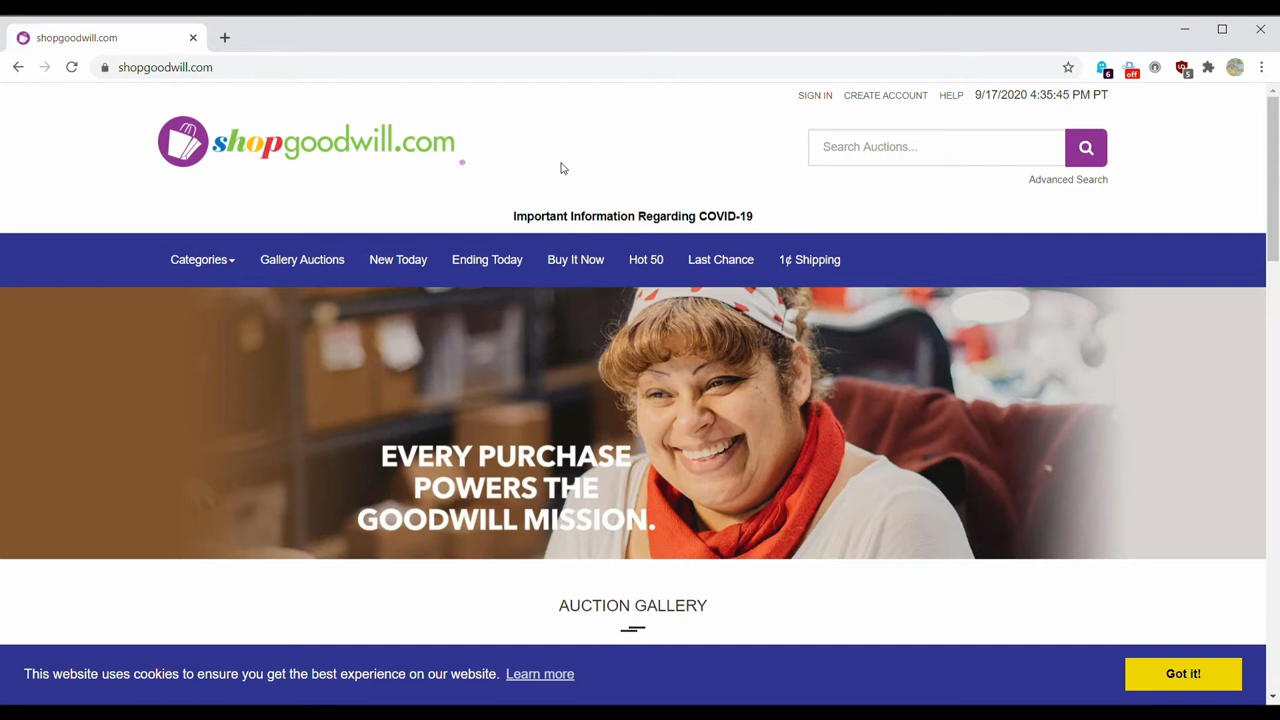 shopgoodwill.com
shopgoodwill.com
SIGN IN CREATE ACCOUNT HELP 9/17/2020 4:35:45 PM PT
shopgoodwill.com
Search Auctions...
Advanced Search
Important Information Regarding COVID-19
Categories Gallery Auctions New Today Ending Today Buy It Now Hot 50 Last Chance 1¢ Shipping
EVERY PURCHASE
POWERS THE
GOODWILL MISSION.
AUCTION GALLERY
This website uses cookies to ensure you get the best experience on our website. Learn more Got it!
6
off
5